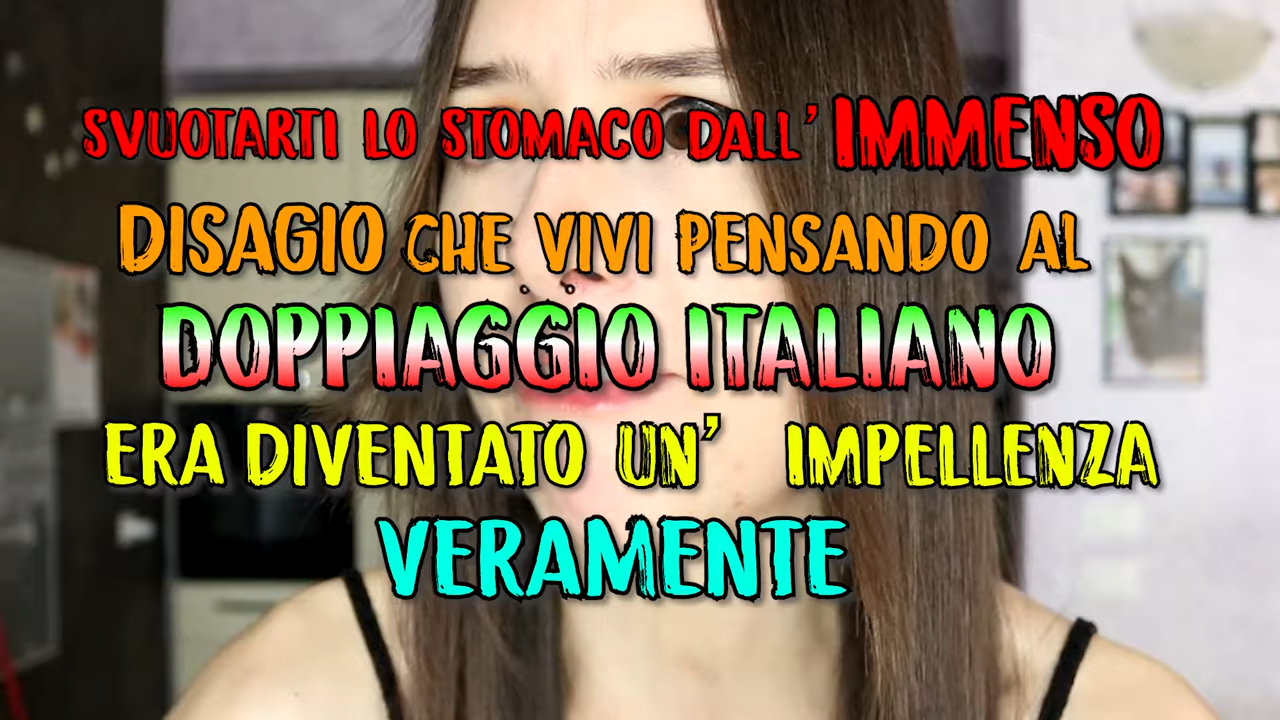 SVUOTARTI LO STOMACO DALL'IMMENSO
DISAGIO CHE VIVI PENSANDO AL
DOPPIAGGIO ITALIANO
ERA DIVENTATO UN' IMPELLENZA
VERAMENTE